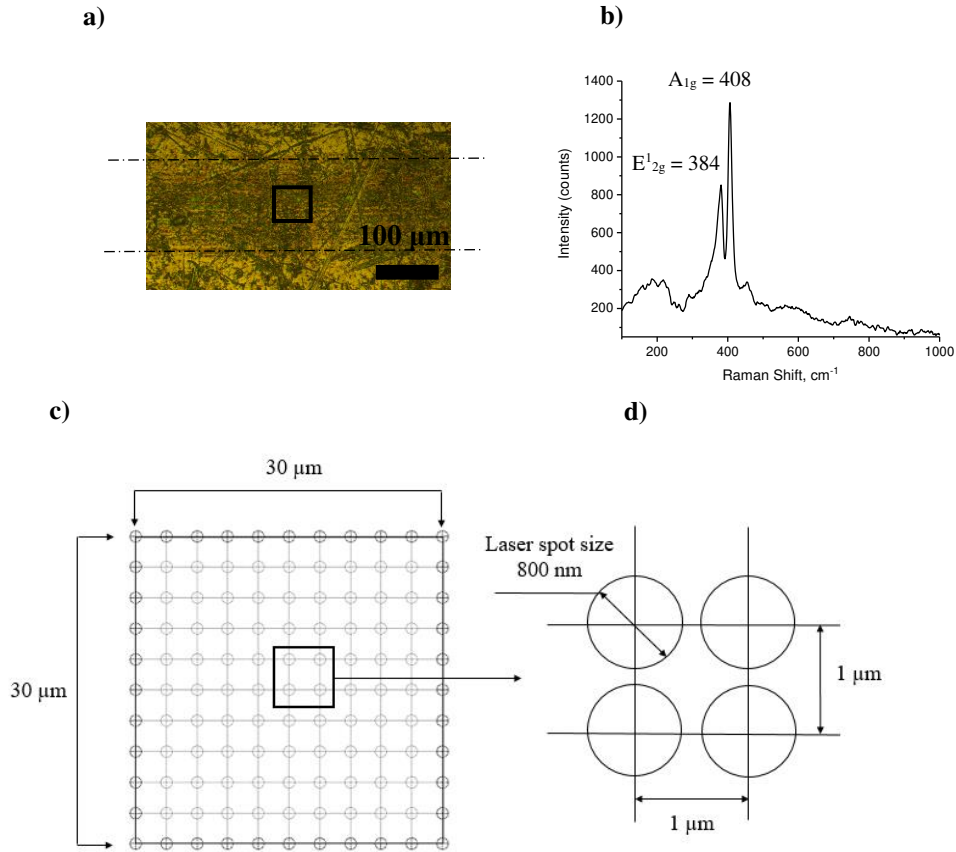 a)
100 µm
b)
A₁g = 408
E¹₂g = 384
1400
1200
1000
800
600
400
200
Intensity (counts)
200 400 600 800 1000
Raman Shift, cm⁻¹
c)
30 µm
30 µm
d)
Laser spot size
800 nm
1 µm
1 µm